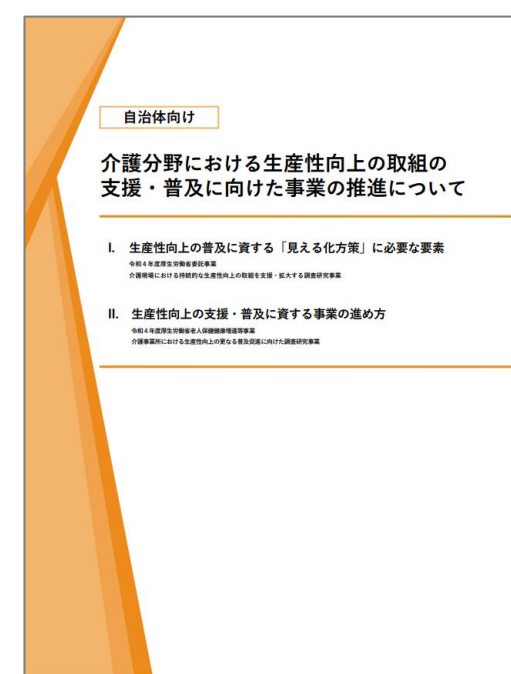 自治体向け
介護分野における生産性向上の取組の
支援・普及に向けた事業の推進について
I. 生産性向上の普及に資する「見える化方策」に必要な要素
令和4年度厚生労働省委託事業
介護現場における持続的な生産性向上の取組を支援・拡大する調査研究事業
II. 生産性向上の支援・普及に資する事業の進め方
令和4年度厚生労働省老人保健健康増進等事業
介護事業所における生産性向上の更なる普及促進に向けた調査研究事業